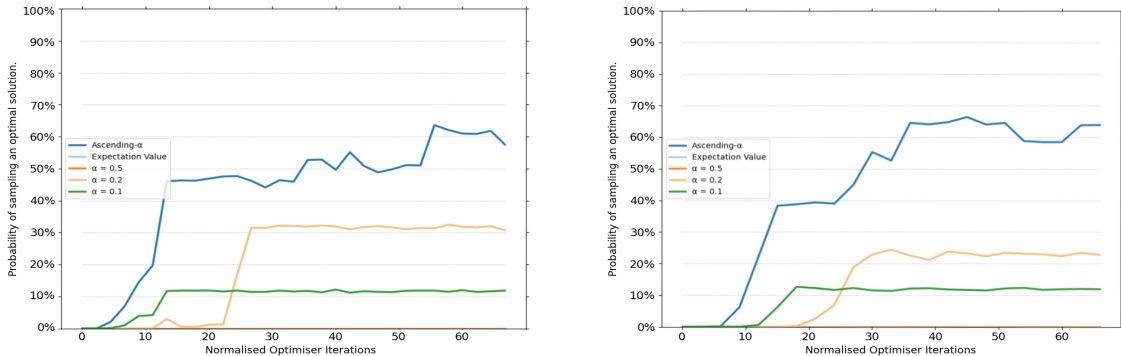 100%
90%
80%
70%
60%
50%
40%
30%
20%
10%
0%
Probability of sampling an optimal solution.
Ascending-α
Expectation Value
α = 0.5
α = 0.2
α = 0.1
0 10 20 30 40 50 60
Normalised Optimiser Iterations
100%
90%
80%
70%
60%
50%
40%
30%
20%
10%
0%
Probability of sampling an optimal solution.
Ascending-α
Expectation Value
α = 0.5
α = 0.2
α = 0.1
0 10 20 30 40 50 60
Normalised Optimiser Iterations